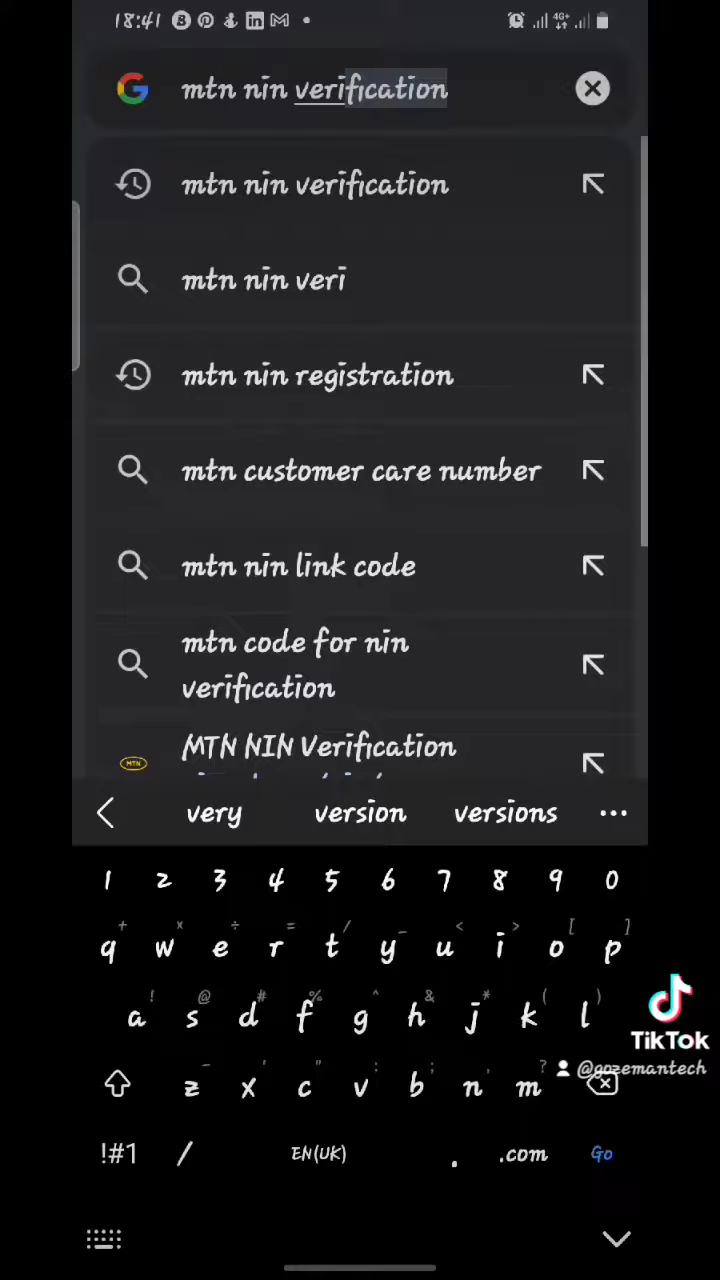 18:41
4G+
mtn nin verification
mtn nin verification
mtn nin veri
mtn nin registration
mtn customer care number
mtn nin link code
mtn code for nin
verification
MTN
MTN NIN Verification
very version versions
1 2 3 4 5 6 7 8 9 0
+ × ÷ = / _ < > [ ]
q w e r t y u i o p
! @ # % ^ & * ( )
a s d f g h j k l
TikTok
@gozemantech
- ' " : ; , ?
z x c v b n m
!#1 / EN(UK) . .com Go